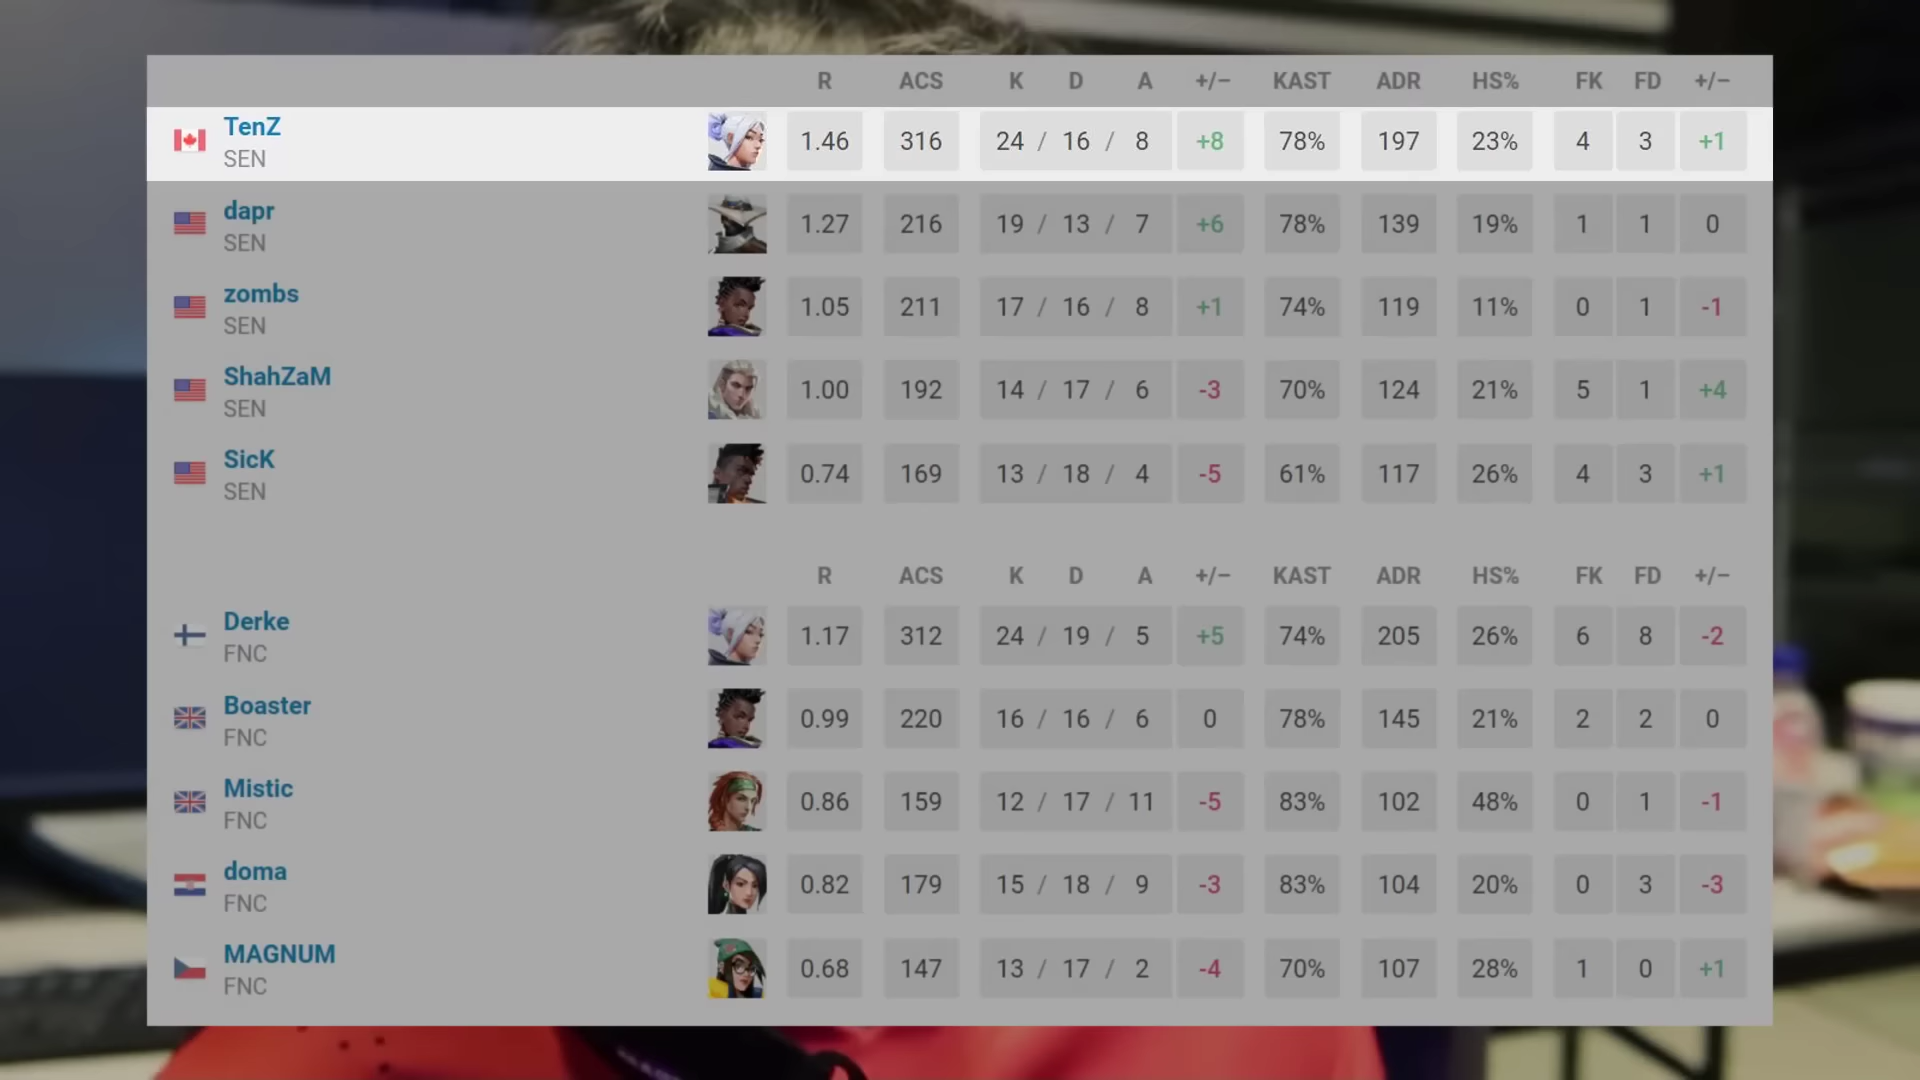 R ACS K D A +/− KAST ADR HS% FK FD +/−
TenZ
SEN
1.46 316 24 / 16 / 8 +8 78% 197 23% 4 3 +1
dapr
SEN
1.27 216 19 / 13 / 7 +6 78% 139 19% 1 1 0
zombs
SEN
1.05 211 17 / 16 / 8 +1 74% 119 11% 0 1 -1
ShahZaM
SEN
1.00 192 14 / 17 / 6 -3 70% 124 21% 5 1 +4
SicK
SEN
0.74 169 13 / 18 / 4 -5 61% 117 26% 4 3 +1
R ACS K D A +/− KAST ADR HS% FK FD +/−
Derke
FNC
1.17 312 24 / 19 / 5 +5 74% 205 26% 6 8 -2
Boaster
FNC
0.99 220 16 / 16 / 6 0 78% 145 21% 2 2 0
Mistic
FNC
0.86 159 12 / 17 / 11 -5 83% 102 48% 0 1 -1
doma
FNC
0.82 179 15 / 18 / 9 -3 83% 104 20% 0 3 -3
MAGNUM
FNC
0.68 147 13 / 17 / 2 -4 70% 107 28% 1 0 +1